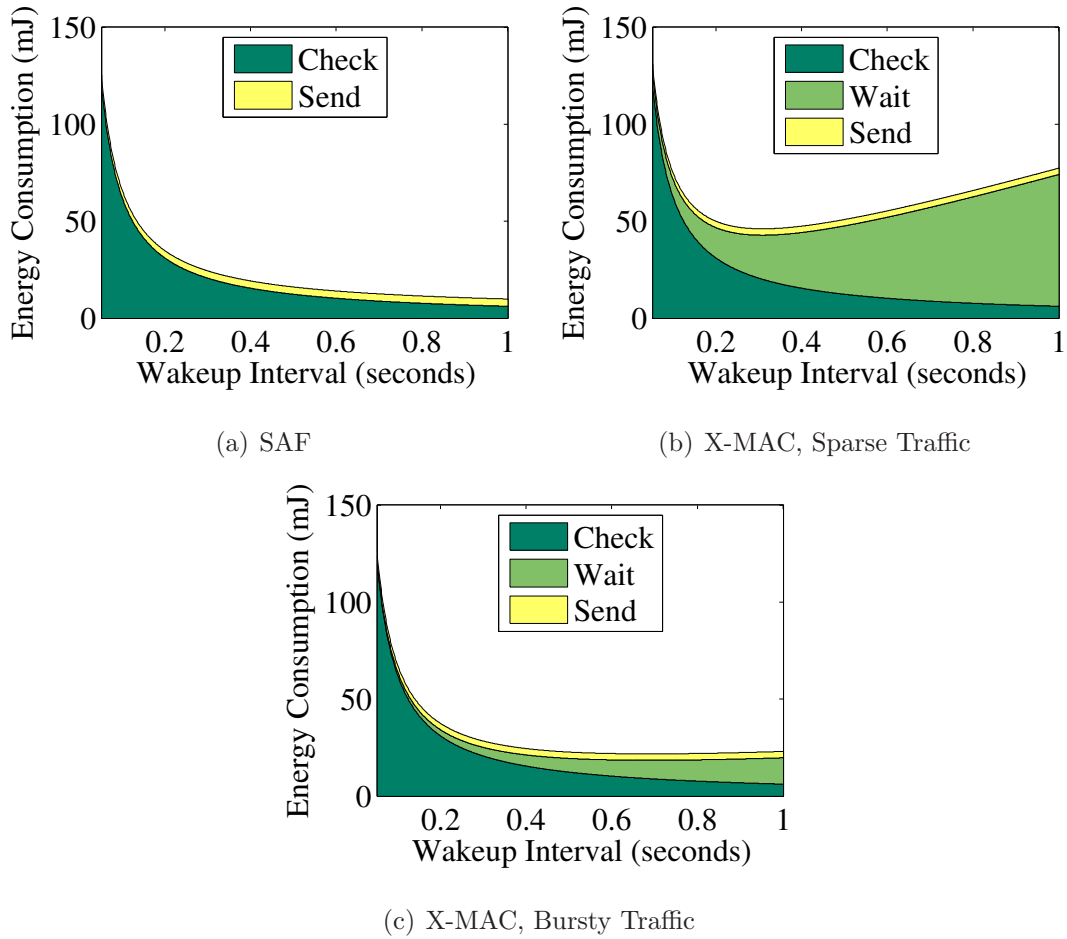 150
100
50
0
Energy Consumption (mJ)
Check
Send
0.2 0.4 0.6 0.8 1
Wakeup Interval (seconds)
(a) SAF
150
100
50
0
Energy Consumption (mJ)
Check
Wait
Send
0.2 0.4 0.6 0.8 1
Wakeup Interval (seconds)
(b) X-MAC, Sparse Traffic
150
100
50
0
Energy Consumption (mJ)
Check
Wait
Send
0.2 0.4 0.6 0.8 1
Wakeup Interval (seconds)
(c) X-MAC, Bursty Traffic